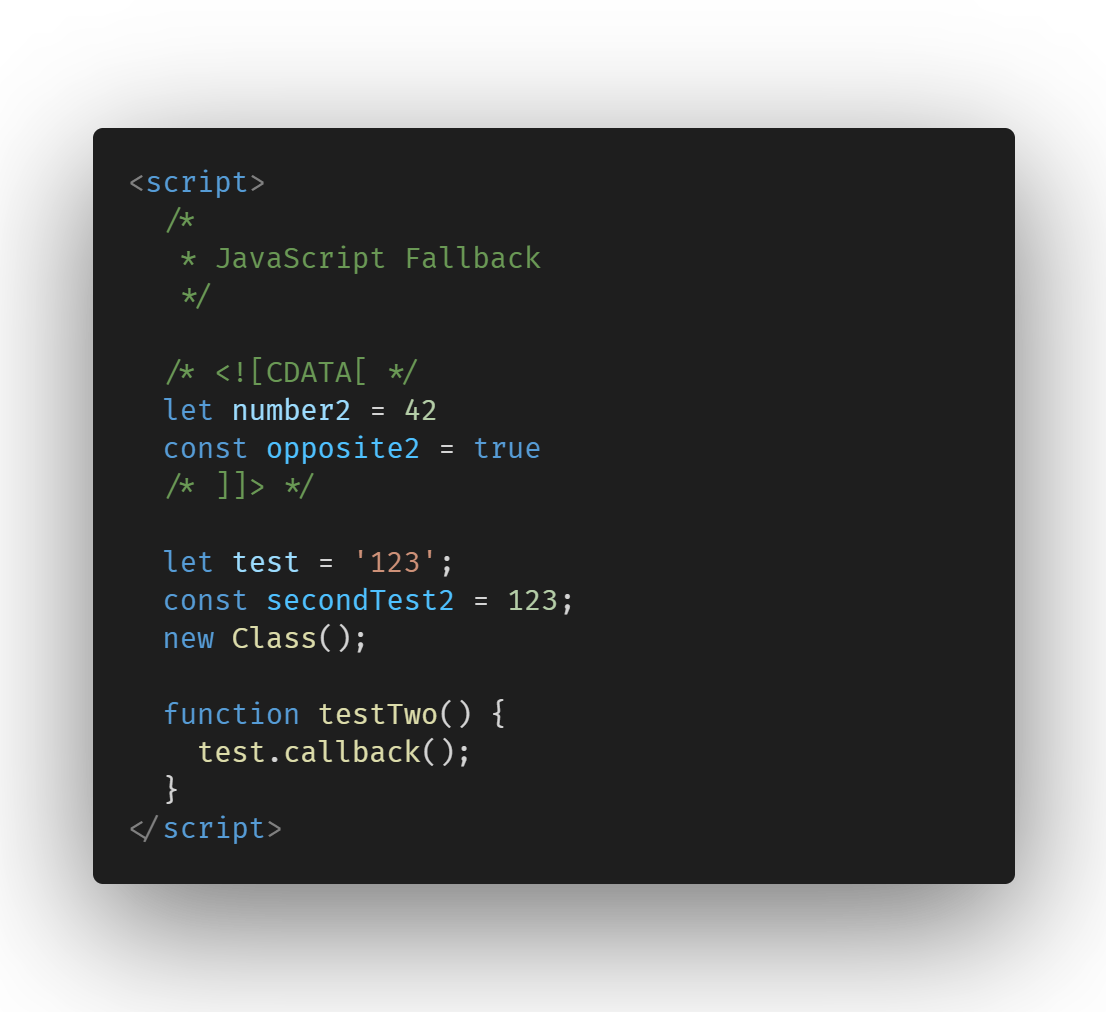 <script>
  /*
   * JavaScript Fallback
   */

  /* <![CDATA[ */
  let number2 = 42
  const opposite2 = true
  /* ]]> */

  let test = '123';
  const secondTest2 = 123;
  new Class();

  function testTwo() {
    test.callback();
  }
</script>